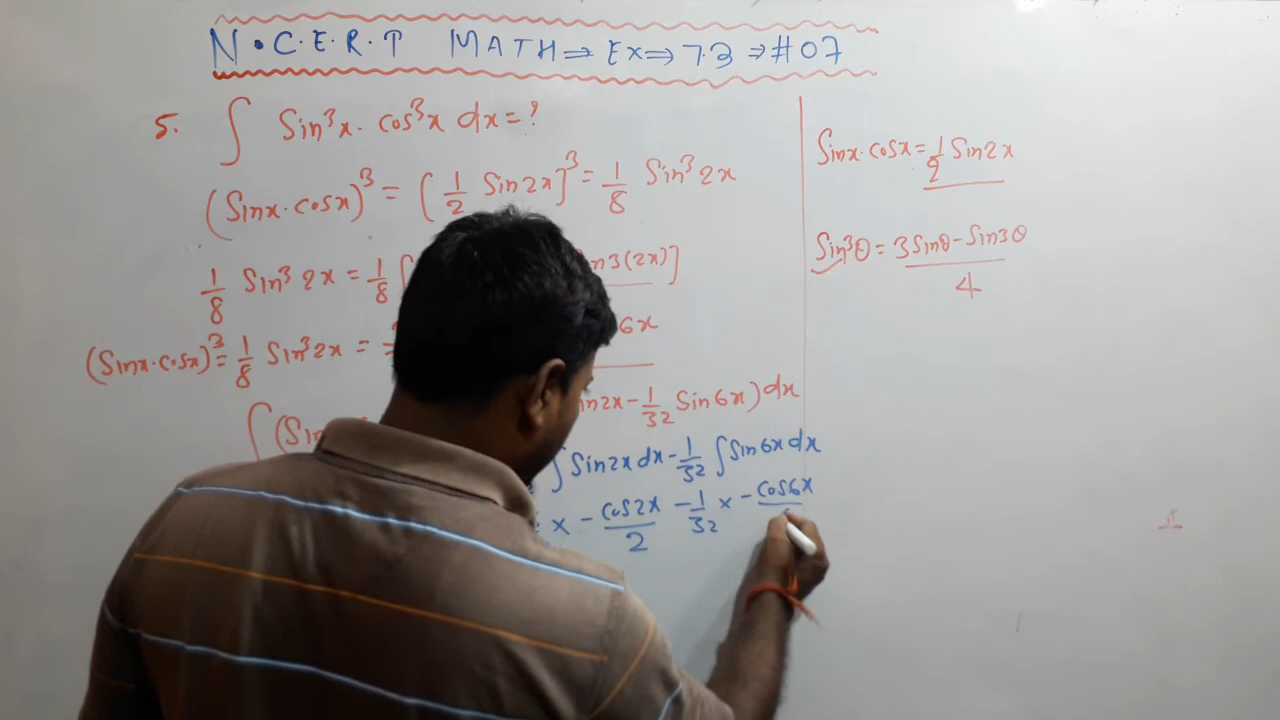 N.C.E.R.T MATH ⇒ EX ⇒ 7.3 ⇒ #07
5. ∫ Sin³x · cos³x dx = ?
(Sinx·cosx)³ = (1/2 Sin2x]³ = 1/8 Sin³2x
1/8 Sin³2x = 1/8 [ n3(2x)]
(Sinx·cosx)³ = 1/8 Sin³2x = 6x
∫(Sin in2x - 1/32 Sin6x) dx
∫Sin2x dx - 1/32 ∫Sin6x dx
x -cos2x/2 - 1/32 x -cos6x
Sinx·cosx = 1/2 Sin2x
Sin³θ = 3Sinθ - Sin3θ/4